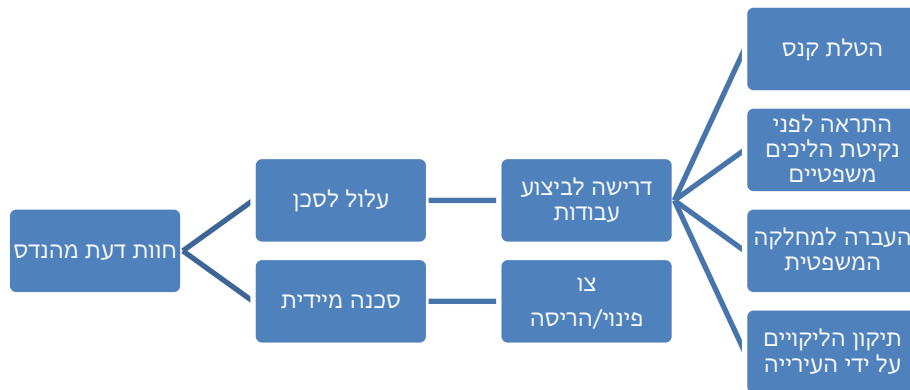 חוות דעת מהנדס
עלול לסכן
דרישה לביצוע
עבודות
הטלת קנס
התראה לפני
נקיטת הליכים
משפטיים
העברה למחלקה
המשפטית
תיקון הליקויים
על ידי העירייה
סכנה מיידית
צו
פינוי/הריסה